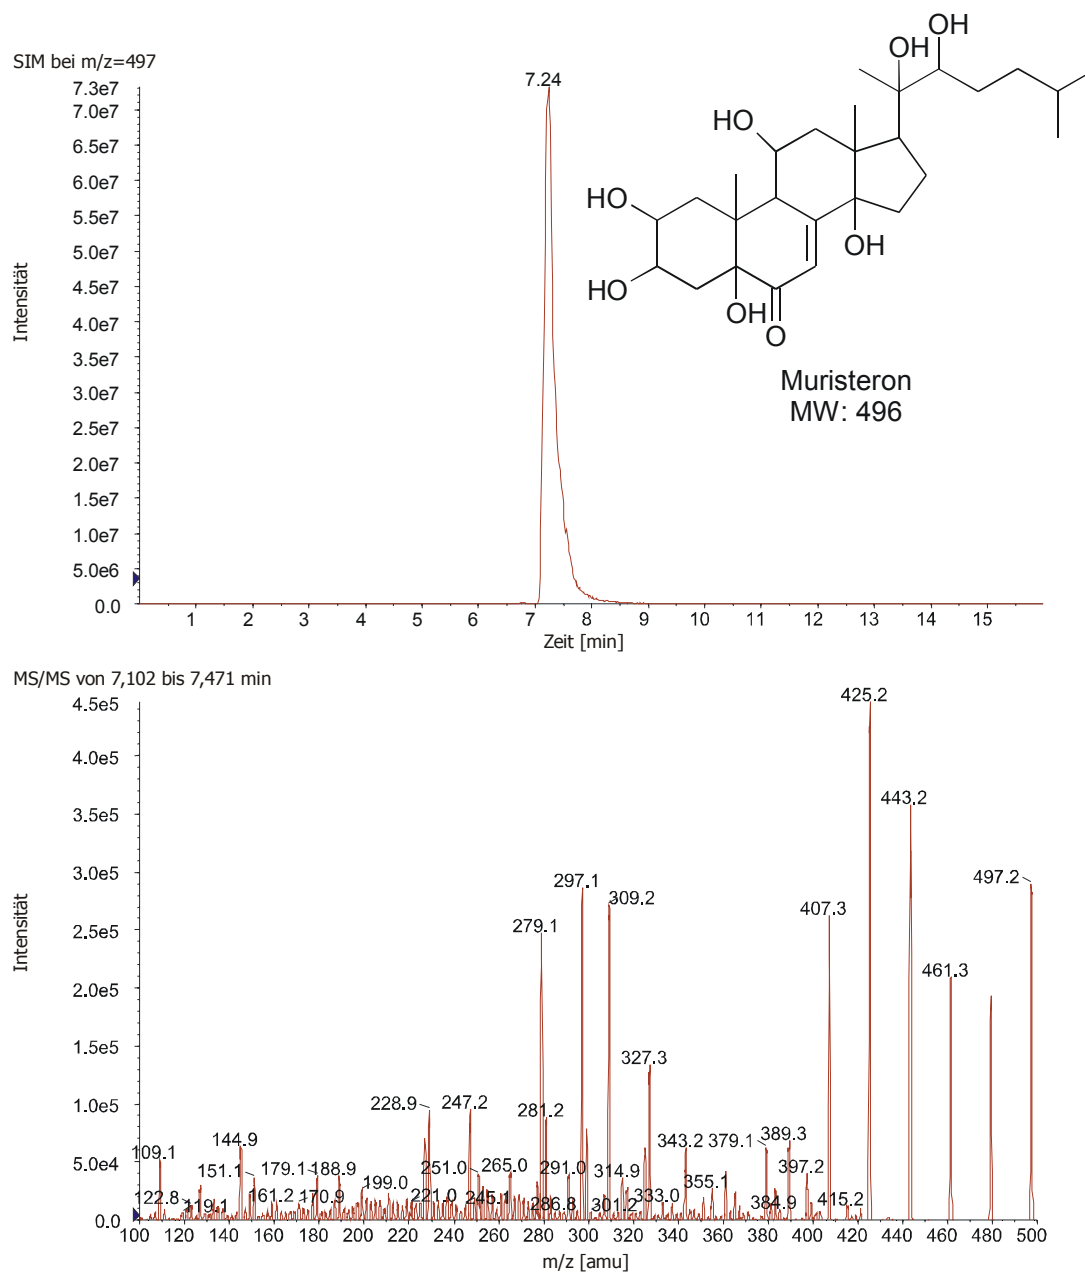 SIM bei m/z=497
7.3e7
7.0e7
6.5e7
6.0e7
5.5e7
5.0e7
4.5e7
4.0e7
3.5e7
3.0e7
2.5e7
2.0e7
1.5e7
1.0e7
5.0e6
0.0
Intensität
7.24
1 2 3 4 5 6 7 8 9 10 11 12 13 14 15
Zeit [min]
OH
OH
HO
HO
OH
HO
OH
O
Muristeron
MW: 496
MS/MS von 7,102 bis 7,471 min
4.5e5
4.0e5
3.5e5
3.0e5
2.5e5
2.0e5
1.5e5
1.0e5
5.0e4
0.0
Intensität
425.2
443.2
497.2
297.1
309.2
407.3
279.1
461.3
327.3
228.9
247.2
281.2
109.1
144.9
151.1
179.1
188.9
251.0
265.0
291.0
343.2
379.1
389.3
122.8
119.1
161.2
170.9
199.0
221.0
245.1
286.8
301.2
314.9
333.0
355.1
384.9
397.2
415.2
100 120 140 160 180 200 220 240 260 280 300 320 340 360 380 400 420 440 460 480 500
m/z [amu]